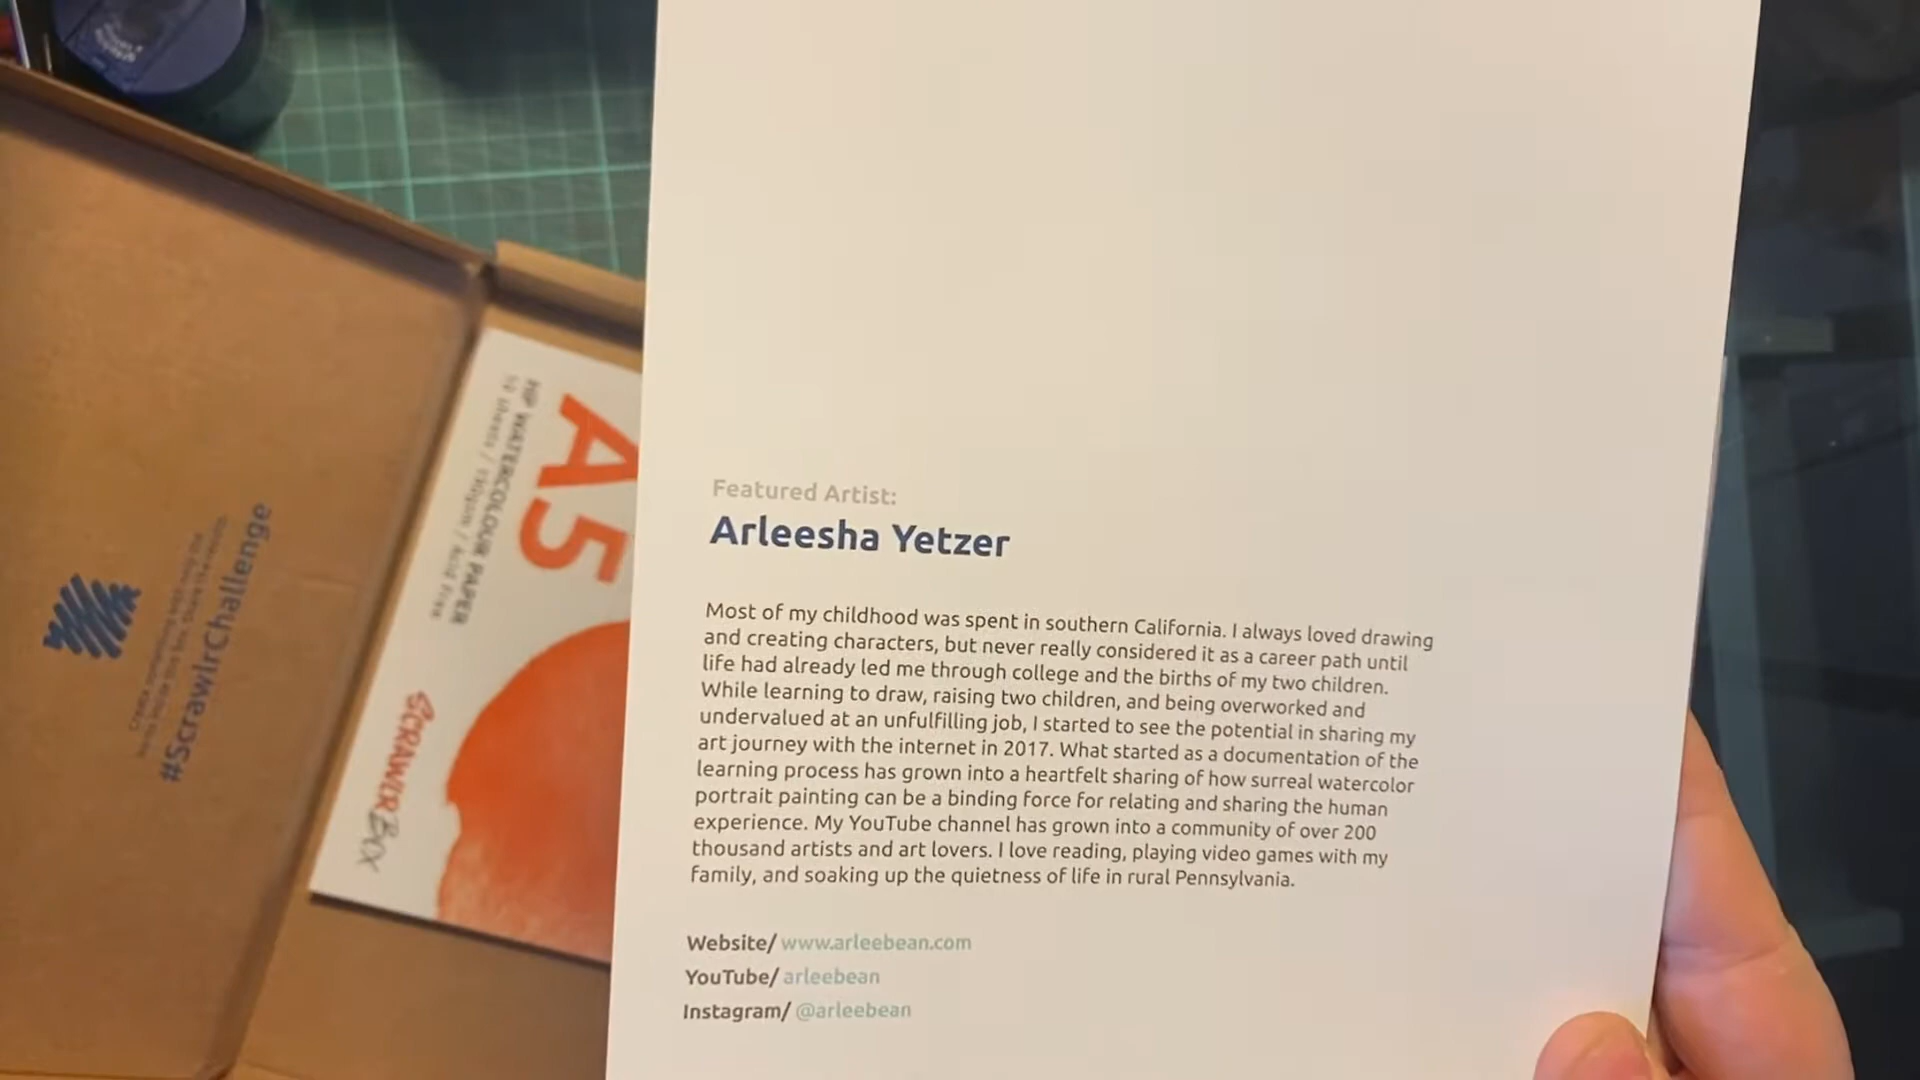 Featured Artist:
Arleesha Yetzer
Most of my childhood was spent in southern California. I always loved drawing
and creating characters, but never really considered it as a career path until
life had already led me through college and the births of my two children.
While learning to draw, raising two children, and being overworked and
undervalued at an unfulfilling job, I started to see the potential in sharing my
art journey with the internet in 2017. What started as a documentation of the
learning process has grown into a heartfelt sharing of how surreal watercolor
portrait painting can be a binding force for relating and sharing the human
experience. My YouTube channel has grown into a community of over 200
thousand artists and art lovers. I love reading, playing video games with my
family, and soaking up the quietness of life in rural Pennsylvania.
Website/ www.arleebean.com
YouTube/ arleebean
Instagram/ @arleebean
A5
WATERCOLOUR PAPER
10 sheets / Acid Free
SCRAWLRBOX
#ScrawlrChallenge